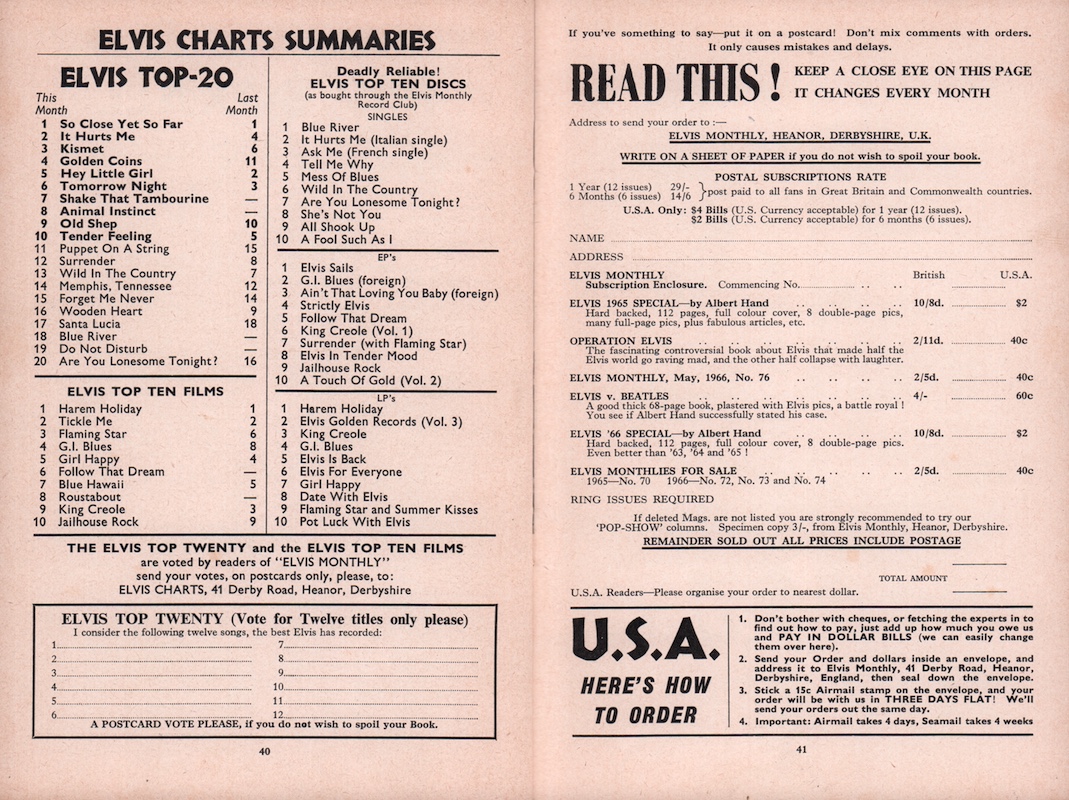 ELVIS CHARTS SUMMARIES
ELVIS TOP-20
This Month Last Month
1 So Close Yet So Far 1
2 It Hurts Me 4
3 Kismet 6
4 Golden Coins 11
5 Hey Little Girl 2
6 Tomorrow Night 3
7 Shake That Tambourine —
8 Animal Instinct —
9 Old Shep 10
10 Tender Feeling 5
11 Puppet On A String 15
12 Surrender 8
13 Wild In The Country 7
14 Memphis, Tennessee 12
15 Forget Me Never 14
16 Wooden Heart 9
17 Santa Lucia 18
18 Blue River —
19 Do Not Disturb —
20 Are You Lonesome Tonight? 16
ELVIS TOP TEN FILMS
1 Harem Holiday 1
2 Tickle Me 2
3 Flaming Star 6
4 G.I. Blues 8
5 Girl Happy 4
6 Follow That Dream —
7 Blue Hawaii 5
8 Roustabout —
9 King Creole 3
10 Jailhouse Rock 9
Deadly Reliable!
ELVIS TOP TEN DISCS
(as bought through the Elvis Monthly
Record Club)
SINGLES
1 Blue River
2 It Hurts Me (Italian single)
3 Ask Me (French single)
4 Tell Me Why
5 Mess Of Blues
6 Wild In The Country
7 Are You Lonesome Tonight?
8 She's Not You
9 All Shook Up
10 A Fool Such As I
EP's
1 Elvis Sails
2 G.I. Blues (foreign)
3 Ain't That Loving You Baby (foreign)
4 Strictly Elvis
5 Follow That Dream
6 King Creole (Vol. 1)
7 Surrender (with Flaming Star)
8 Elvis In Tender Mood
9 Jailhouse Rock
10 A Touch Of Gold (Vol. 2)
LP's
1 Harem Holiday
2 Elvis Golden Records (Vol. 3)
3 King Creole
4 G.I. Blues
5 Elvis Is Back
6 Elvis For Everyone
7 Girl Happy
8 Date With Elvis
9 Flaming Star and Summer Kisses
10 Pot Luck With Elvis
THE ELVIS TOP TWENTY and the ELVIS TOP TEN FILMS
are voted by readers of "ELVIS MONTHLY"
send your votes, on postcards only, please, to:
ELVIS CHARTS, 41 Derby Road, Heanor, Derbyshire
ELVIS TOP TWENTY (Vote for Twelve titles only please)
I consider the following twelve songs, the best Elvis has recorded:
1 7
2 8
3 9
4 10
5 11
6 12
A POSTCARD VOTE PLEASE, if you do not wish to spoil your Book.
40
If you've something to say—put it on a postcard! Don't mix comments with orders.
It only causes mistakes and delays.
READ THIS!
KEEP A CLOSE EYE ON THIS PAGE
IT CHANGES EVERY MONTH
Address to send your order to :—
ELVIS MONTHLY, HEANOR, DERBYSHIRE, U.K.
WRITE ON A SHEET OF PAPER if you do not wish to spoil your book.
POSTAL SUBSCRIPTIONS RATE
1 Year (12 issues) 29/-
6 Months (6 issues) 14/6
} post paid to all fans in Great Britain and Commonwealth countries.
U.S.A. Only: $4 Bills (U.S. Currency acceptable) for 1 year (12 issues).
$2 Bills (U.S. Currency acceptable) for 6 months (6 issues).
NAME
ADDRESS
ELVIS MONTHLY British U.S.A.
Subscription Enclosure. Commencing No. .. ..
ELVIS 1965 SPECIAL—by Albert Hand .. .. .. .. 10/8d. $2
Hard backed, 112 pages, full colour cover, 8 double-page pics,
many full-page pics, plus fabulous articles, etc.
OPERATION ELVIS .. .. .. .. .. .. 2/11d. 40c
The fascinating controversial book about Elvis that made half the
Elvis world go raving mad, and the other half collapse with laughter.
ELVIS MONTHLY, May, 1966, No. 76 .. .. .. .. 2/5d. 40c
ELVIS v. BEATLES .. .. .. .. .. .. 4/- 60c
A good thick 68-page book, plastered with Elvis pics, a battle royal !
You see if Albert Hand successfully stated his case.
ELVIS '66 SPECIAL—by Albert Hand .. .. .. .. 10/8d. $2
Hard backed, 112 pages, full colour cover, 8 double-page pics.
Even better than '63, '64 and '65 !
ELVIS MONTHLIES FOR SALE .. .. .. .. .. 2/5d. 40c
1965—No. 70 1966—No. 72, No. 73 and No. 74
RING ISSUES REQUIRED
If deleted Mags. are not listed you are strongly recommended to try our
'POP-SHOW' columns. Specimen copy 3/-, from Elvis Monthly, Heanor, Derbyshire.
REMAINDER SOLD OUT ALL PRICES INCLUDE POSTAGE
TOTAL AMOUNT
U.S.A. Readers—Please organise your order to nearest dollar.
U.S.A.
HERE'S HOW
TO ORDER
1. Don't bother with cheques, or fetching the experts in to
find out how to pay, just add up how much you owe us
and PAY IN DOLLAR BILLS (we can easily change
them over here).
2. Send your Order and dollars inside an envelope, and
address it to Elvis Monthly, 41 Derby Road, Heanor,
Derbyshire, England, then seal down the envelope.
3. Stick a 15c Airmail stamp on the envelope, and your
order will be with us in THREE DAYS FLAT! We'll
send your orders out the same day.
4. Important: Airmail takes 4 days, Seamail takes 4 weeks
41